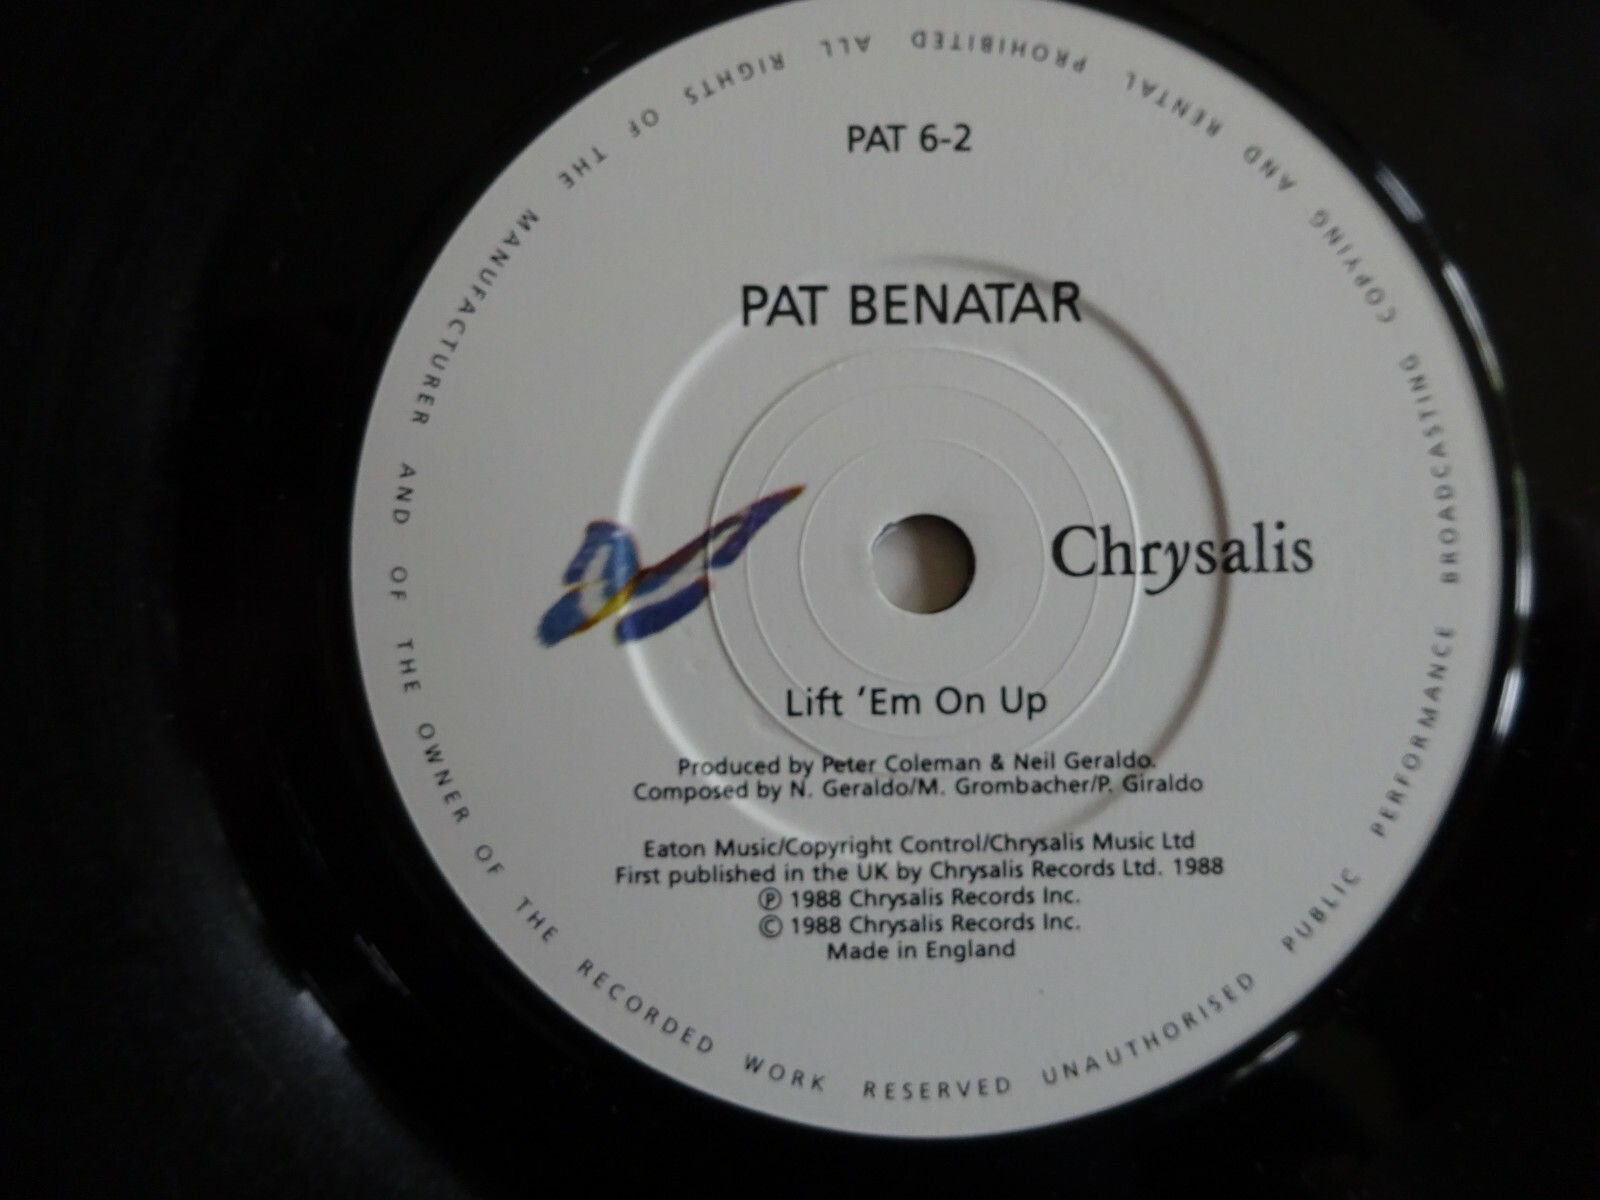 PAT 6-2
PAT BENATAR
Chrysalis
Lift 'Em On Up
Produced by Peter Coleman & Neil Geraldo.
Composed by N. Geraldo/M. Grombacher/P. Giraldo
Eaton Music/Copyright Control/Chrysalis Music Ltd
First published in the UK by Chrysalis Records Ltd. 1988
Ⓟ 1988 Chrysalis Records Inc.
© 1988 Chrysalis Records Inc.
Made in England
ALL RIGHTS OF THE MANUFACTURER AND OF THE OWNER OF THE RECORDED WORK RESERVED UNAUTHORISED PUBLIC PERFORMANCE BROADCASTING COPYING AND RENTAL PROHIBITED